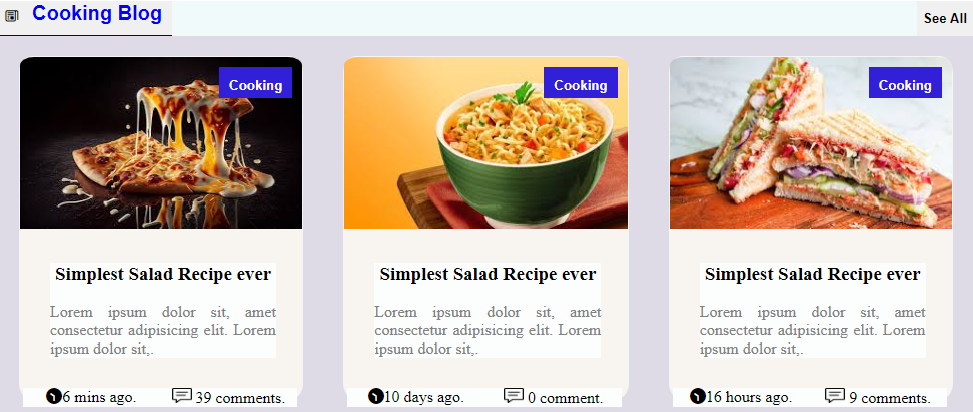 Cooking Blog
See All
Cooking
Cooking
Cooking
Simplest Salad Recipe ever
Lorem ipsum dolor sit, amet
consectetur adipisicing elit. Lorem
ipsum dolor sit,.
6 mins ago.
39 comments.
Simplest Salad Recipe ever
Lorem ipsum dolor sit, amet
consectetur adipisicing elit. Lorem
ipsum dolor sit,.
10 days ago.
0 comment.
Simplest Salad Recipe ever
Lorem ipsum dolor sit, amet
consectetur adipisicing elit. Lorem
ipsum dolor sit,.
16 hours ago.
9 comments.